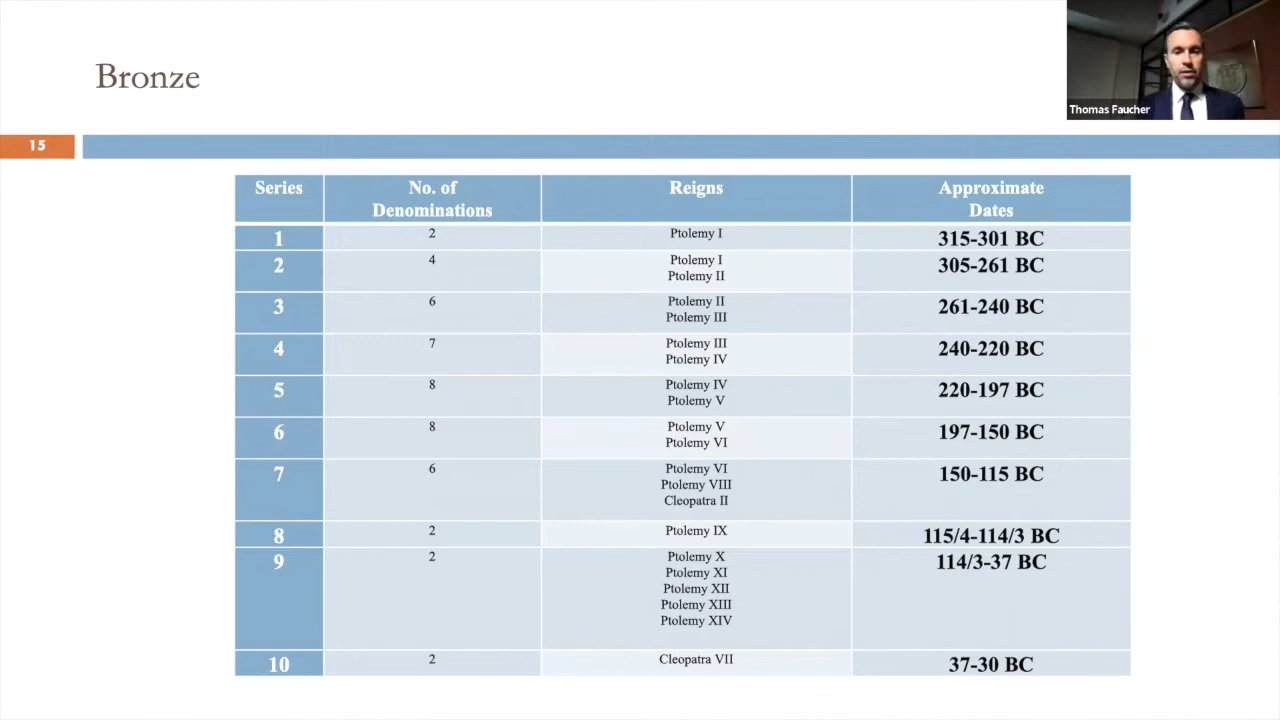 Bronze
Thomas Faucher
15
Series No. of Denominations Reigns Approximate Dates
1 2 Ptolemy I 315-301 BC
2 4 Ptolemy I 305-261 BC
Ptolemy II
3 6 Ptolemy II 261-240 BC
Ptolemy III
4 7 Ptolemy III 240-220 BC
Ptolemy IV
5 8 Ptolemy IV 220-197 BC
Ptolemy V
6 8 Ptolemy V 197-150 BC
Ptolemy VI
7 6 Ptolemy VI 150-115 BC
Ptolemy VIII
Cleopatra II
8 2 Ptolemy IX 115/4-114/3 BC
9 2 Ptolemy X 114/3-37 BC
Ptolemy XI
Ptolemy XII
Ptolemy XIII
Ptolemy XIV
10 2 Cleopatra VII 37-30 BC